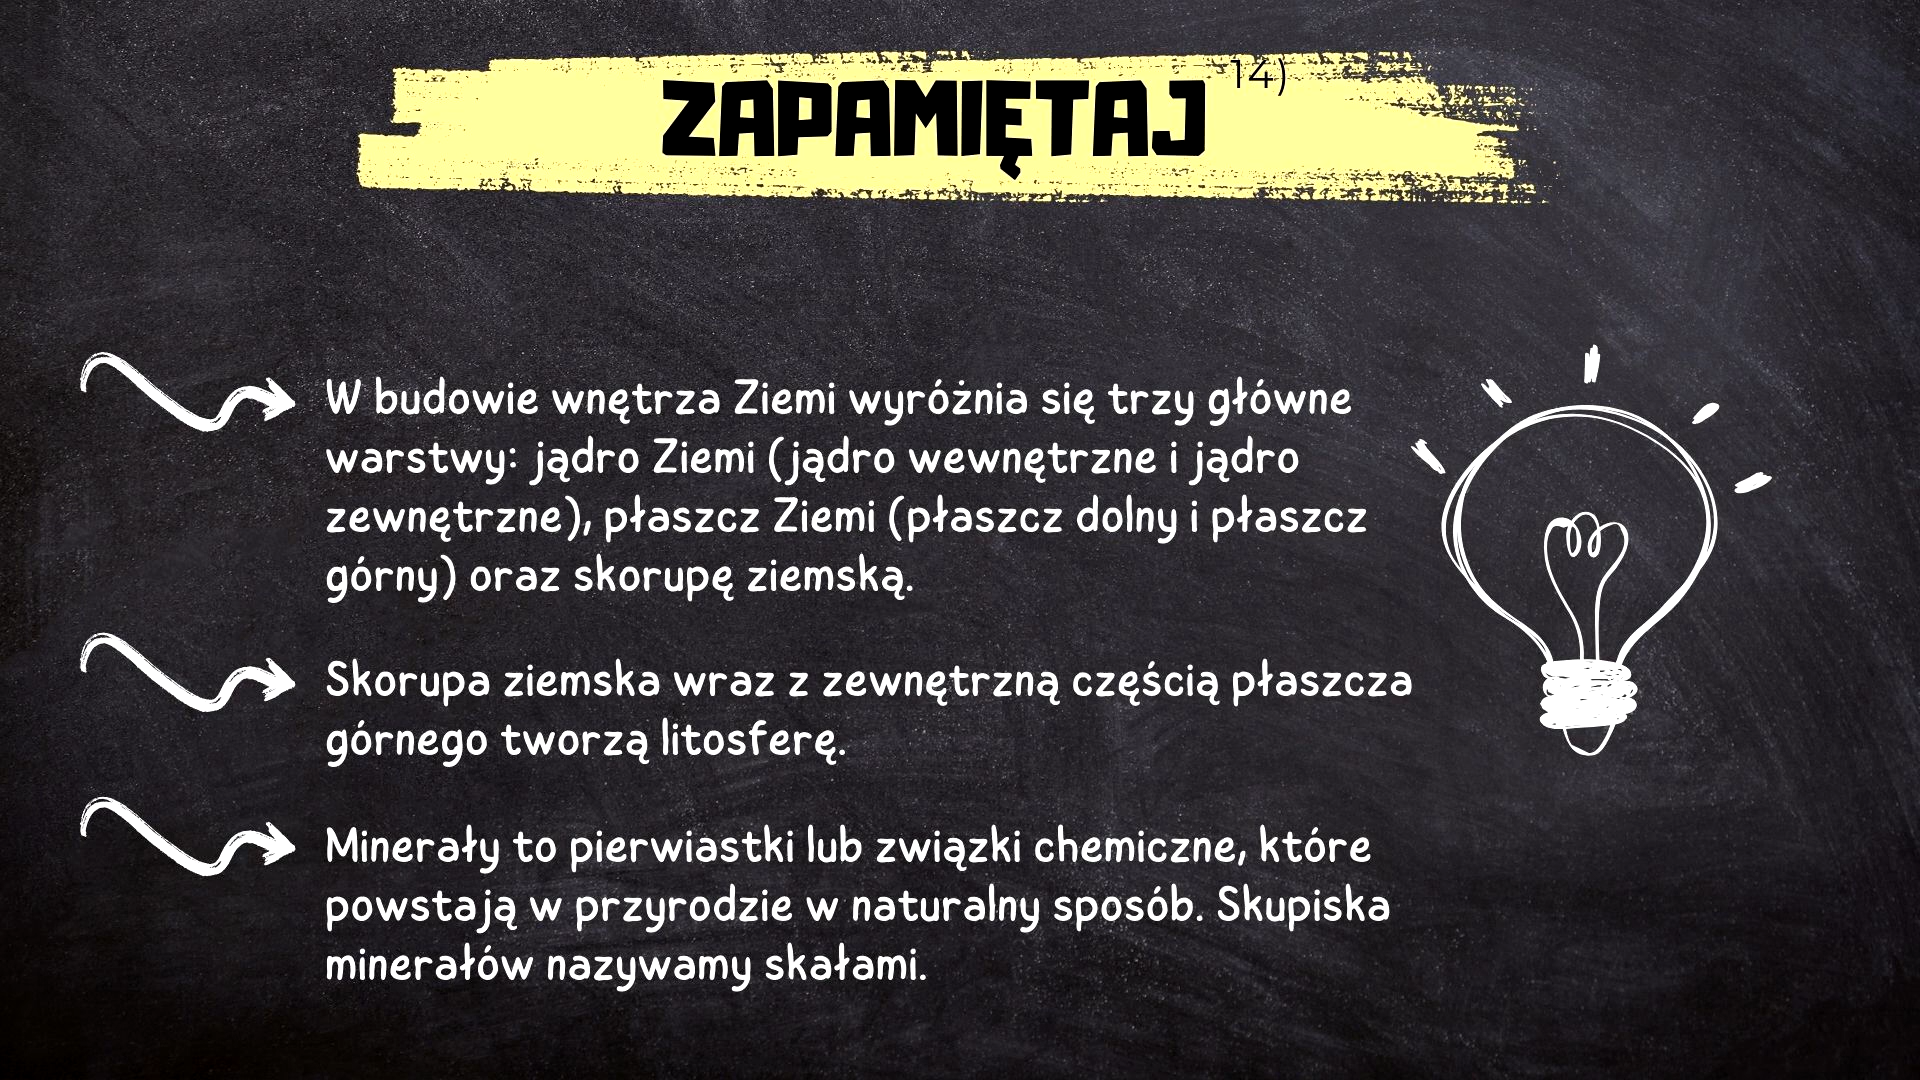 ZAPAMIĘTAJ 14)
W budowie wnętrza Ziemi wyróżnia się trzy główne
warstwy: jądro Ziemi (jądro wewnętrzne i jądro
zewnętrzne), płaszcz Ziemi (płaszcz dolny i płaszcz
górny) oraz skorupę ziemską.
Skorupa ziemska wraz z zewnętrzną częścią płaszcza
górnego tworzą litosferę.
Minerały to pierwiastki lub związki chemiczne, które
powstają w przyrodzie w naturalny sposób. Skupiska
minerałów nazywamy skałami.